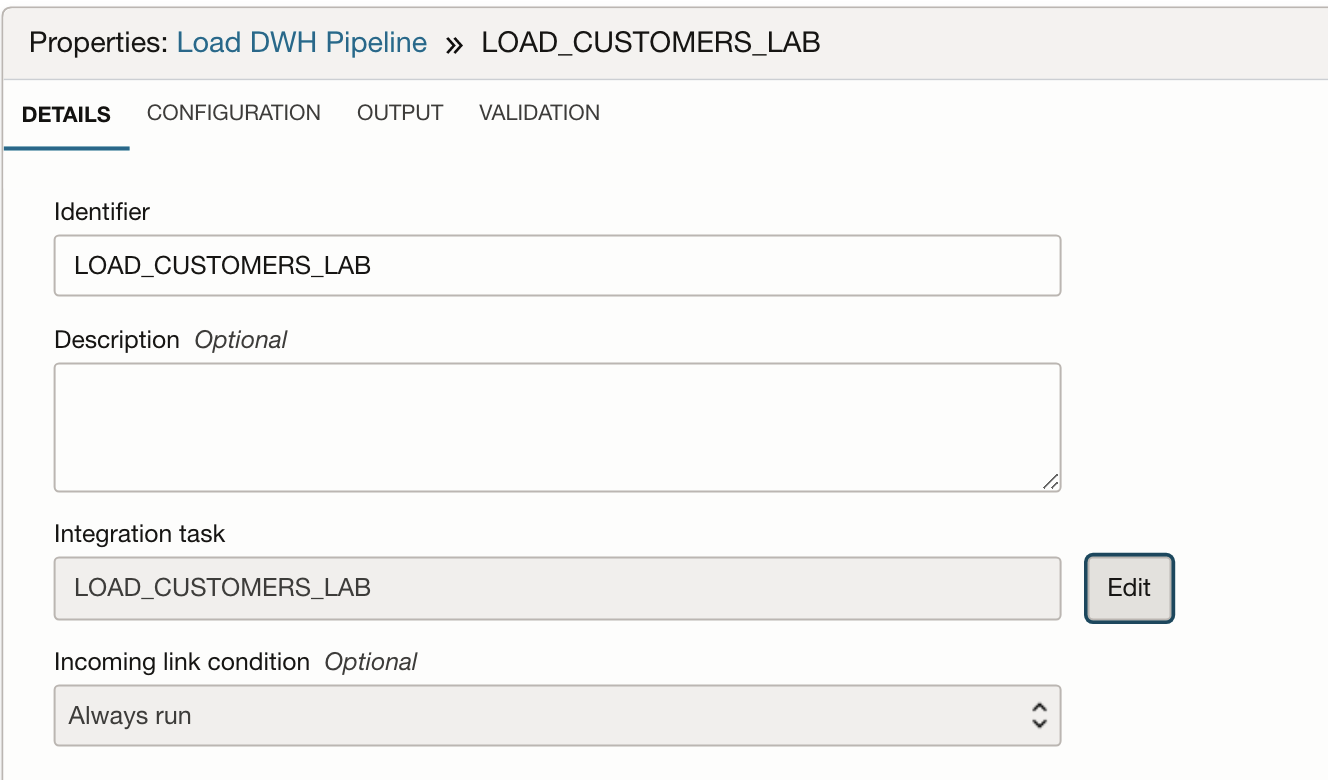 Properties: Load DWH Pipeline » LOAD_CUSTOMERS_LAB
DETAILS CONFIGURATION OUTPUT VALIDATION
Identifier
LOAD_CUSTOMERS_LAB
Description Optional
Integration task
LOAD_CUSTOMERS_LAB Edit
Incoming link condition Optional
Always run